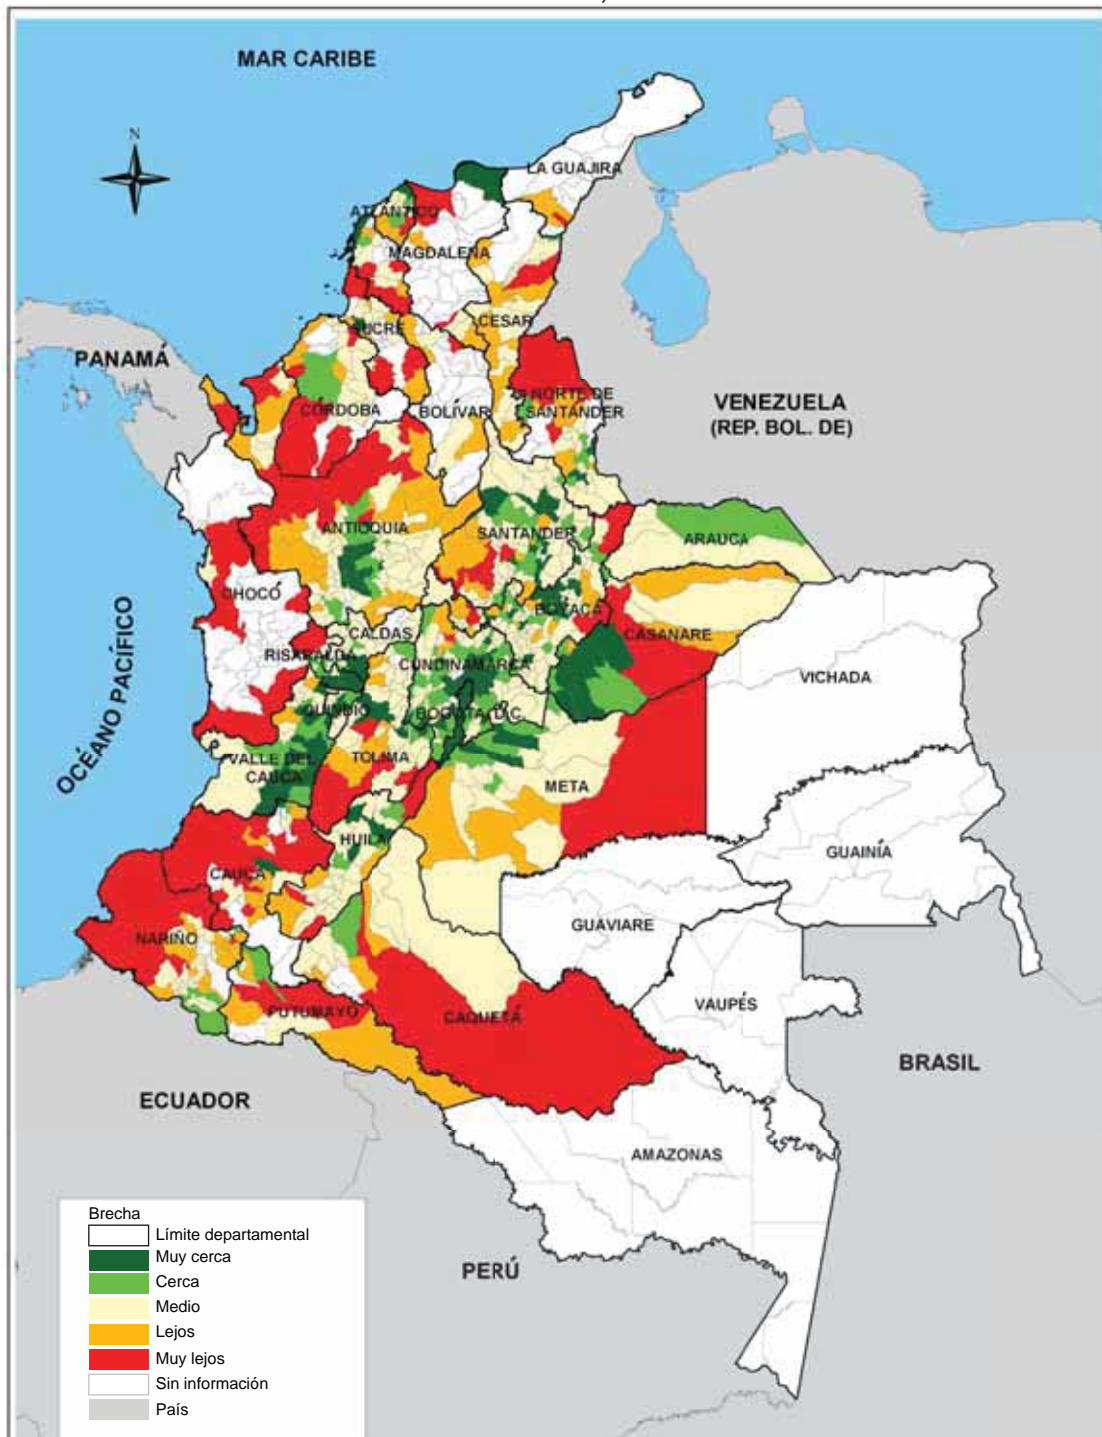 MAR CARIBE
N
LA GUAJIRA
ATLÁNTICO
MAGDALENA
CESAR
SUCRE
PANAMÁ
NORTE DE
SANTANDER
CÓRDOBA
BOLÍVAR
VENEZUELA
(REP. BOL. DE)
ANTIOQUIA
SANTANDER
ARAUCA
CHOCÓ
BOYACÁ
CALDAS
CASANARE
RISARALDA
CUNDINAMARCA
VICHADA
OCÉANO PACÍFICO
QUINDÍO
BOGOTÁ, D.C.
VALLE DEL
CAUCA
TOLIMA
META
HUILA
GUAINÍA
CAUCA
GUAVIARE
NARIÑO
VAUPÉS
PUTUMAYO
CAQUETÁ
BRASIL
ECUADOR
AMAZONAS
PERÚ
Brecha
Límite departamental
Muy cerca
Cerca
Medio
Lejos
Muy lejos
Sin información
País